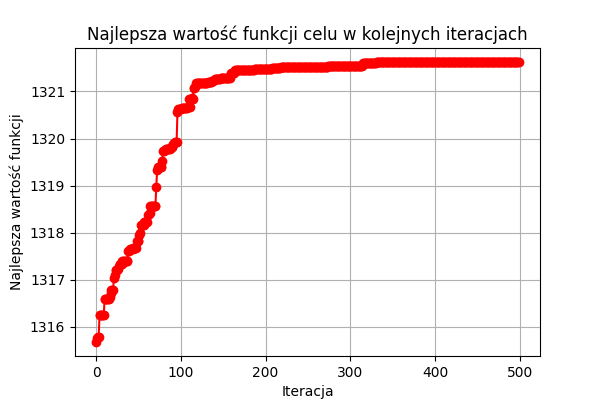 Najlepsza wartość funkcji celu w kolejnych iteracjach
Najlepsza wartość funkcji
1321
1320
1319
1318
1317
1316
0 100 200 300 400 500
Iteracja